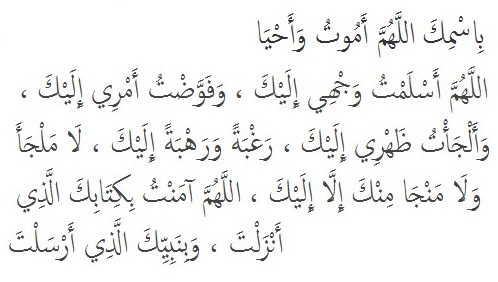 بِاسْمِكَ اللَّهُمَّ أَمُوتُ وَأَحْيَا
اللَّهُمَّ أَسْلَمْتُ وَجْهِي إِلَيْكَ ، وَفَوَّضْتُ أَمْرِي إِلَيْكَ ،
وَأَلْجَأْتُ ظَهْرِي إِلَيْكَ ، رَغْبَةً وَرَهْبَةً إِلَيْكَ ، لَا مَلْجَأَ
وَلَا مَنْجَا مِنْكَ إِلَّا إِلَيْكَ ، اللَّهُمَّ آمَنْتُ بِكِتَابِكَ الَّذِي
أَنْزَلْتَ ، وَبِنَبِيِّكَ الَّذِي أَرْسَلْتَ